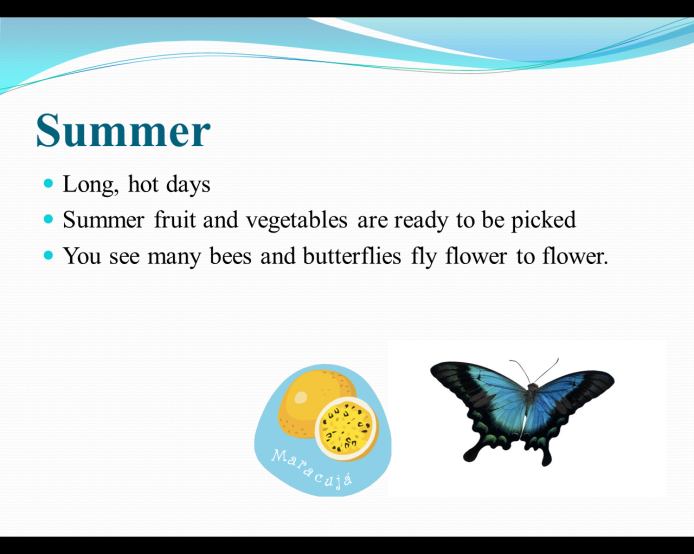 Summer
Long, hot days
Summer fruit and vegetables are ready to be picked
You see many bees and butterflies fly flower to flower.
Maracujá